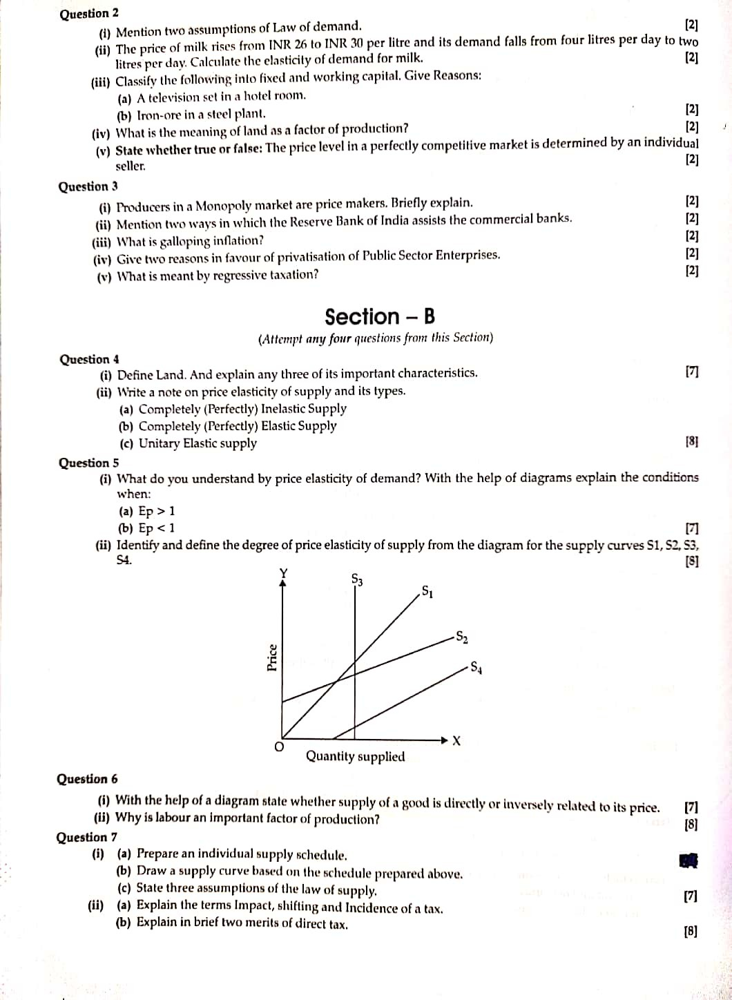 Question 2
(i) Mention two assumptions of Law of demand. [2]
(ii) The price of milk rises from INR 26 to INR 30 per litre and its demand falls from four litres per day to two
litres per day. Calculate the elasticity of demand for milk. [2]
(iii) Classify the following into fixed and working capital. Give Reasons:
(a) A television set in a hotel room.
(b) Iron-ore in a steel plant. [2]
(iv) What is the meaning of land as a factor of production? [2]
(v) State whether true or false: The price level in a perfectly competitive market is determined by an individual
seller. [2]
Question 3
(i) Producers in a Monopoly market are price makers. Briefly explain. [2]
(ii) Mention two ways in which the Reserve Bank of India assists the commercial banks. [2]
(iii) What is galloping inflation? [2]
(iv) Give two reasons in favour of privatisation of Public Sector Enterprises. [2]
(v) What is meant by regressive taxation? [2]
Section – B
(Attempt any four questions from this Section)
Question 4
(i) Define Land. And explain any three of its important characteristics. [7]
(ii) Write a note on price elasticity of supply and its types.
(a) Completely (Perfectly) Inelastic Supply
(b) Completely (Perfectly) Elastic Supply
(c) Unitary Elastic supply [8]
Question 5
(i) What do you understand by price elasticity of demand? With the help of diagrams explain the conditions
when:
(a) Ep > 1
(b) Ep < 1 [7]
(ii) Identify and define the degree of price elasticity of supply from the diagram for the supply curves S1, S2, S3,
S4. [8]
Y
S3
S1
S2
Price
S4
O
X
Quantity supplied
Question 6
(i) With the help of a diagram state whether supply of a good is directly or inversely related to its price. [7]
(ii) Why is labour an important factor of production? [8]
Question 7
(i) (a) Prepare an individual supply schedule.
(b) Draw a supply curve based on the schedule prepared above.
(c) State three assumptions of the law of supply. [7]
(ii) (a) Explain the terms Impact, shifting and Incidence of a tax.
(b) Explain in brief two merits of direct tax. [8]